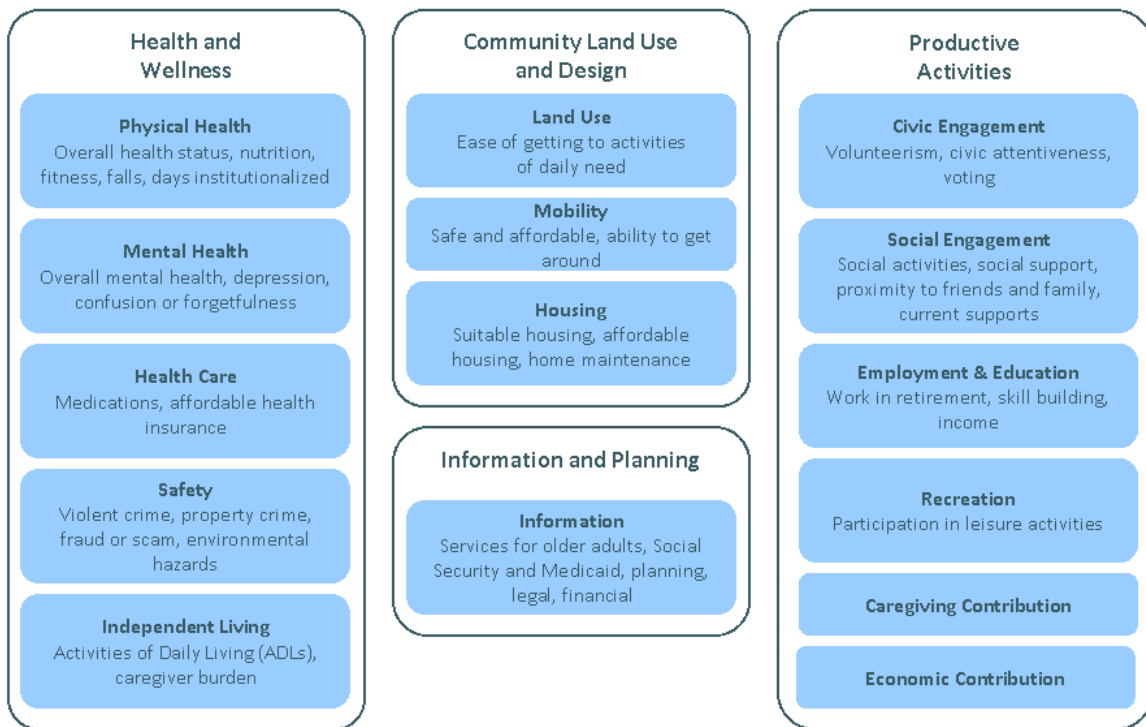 Health and
Wellness
Physical Health
Overall health status, nutrition,
fitness, falls, days institutionalized
Mental Health
Overall mental health, depression,
confusion or forgetfulness
Health Care
Medications, affordable health
insurance
Safety
Violent crime, property crime,
fraud or scam, environmental
hazards
Independent Living
Activities of Daily Living (ADLs),
caregiver burden
Community Land Use
and Design
Land Use
Ease of getting to activities
of daily need
Mobility
Safe and affordable, ability to get
around
Housing
Suitable housing, affordable
housing, home maintenance
Information and Planning
Information
Services for older adults, Social
Security and Medicaid, planning,
legal, financial
Productive
Activities
Civic Engagement
Volunteerism, civic attentiveness,
voting
Social Engagement
Social activities, social support,
proximity to friends and family,
current supports
Employment & Education
Work in retirement, skill building,
income
Recreation
Participation in leisure activities
Caregiving Contribution
Economic Contribution